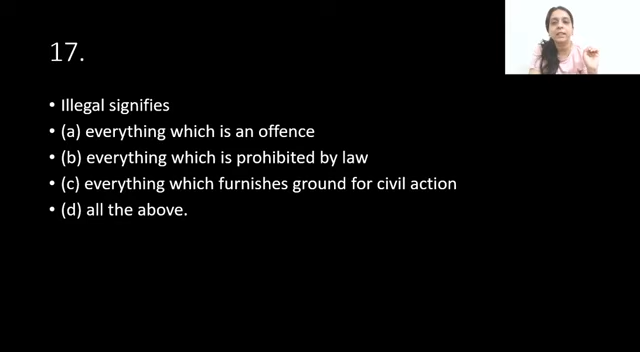 17.
• Illegal signifies
• (a) everything which is an offence
• (b) everything which is prohibited by law
• (c) everything which furnishes ground for civil action
• (d) all the above.